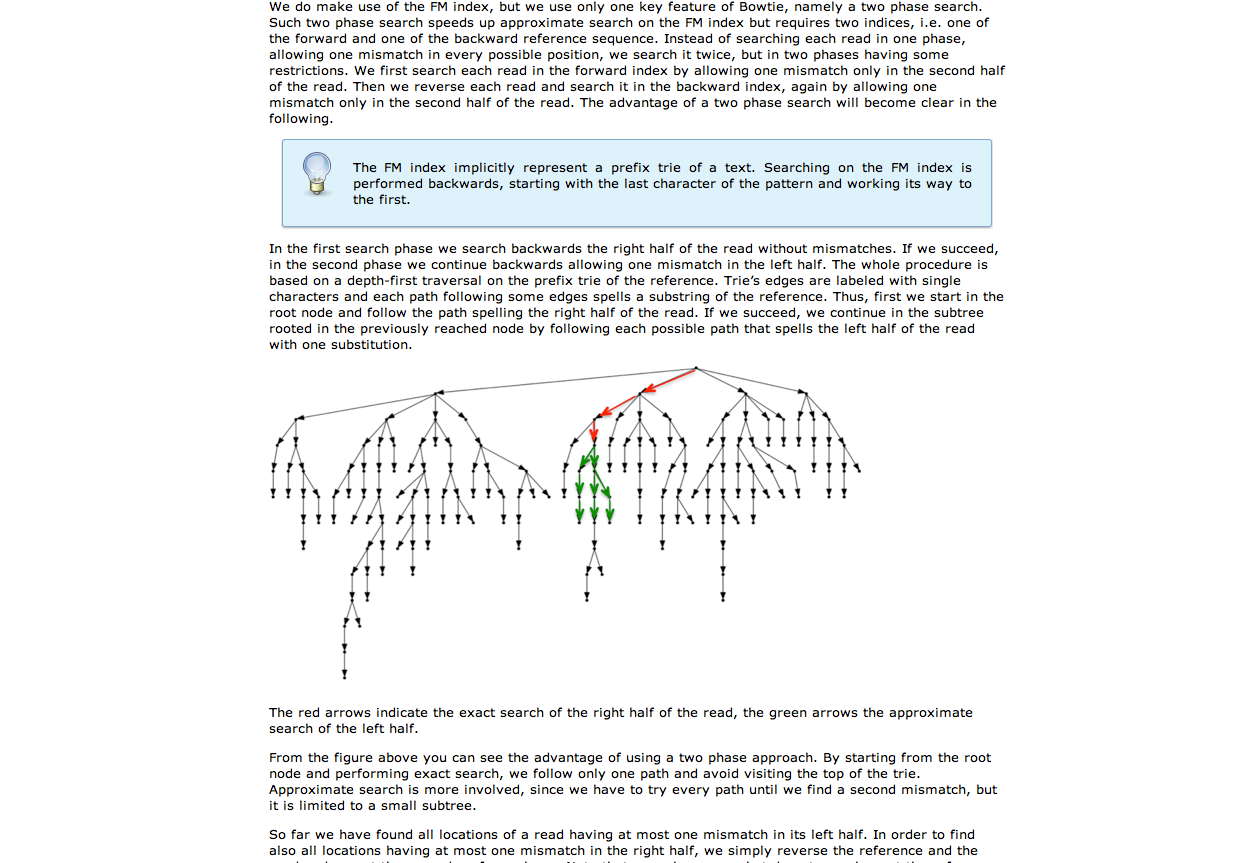 We do make use of the FM index, but we use only one key feature of Bowtie, namely a two phase search.
Such two phase search speeds up approximate search on the FM index but requires two indices, i.e. one of
the forward and one of the backward reference sequence. Instead of searching each read in one phase,
allowing one mismatch in every possible position, we search it twice, but in two phases having some
restrictions. We first search each read in the forward index by allowing one mismatch only in the second half
of the read. Then we reverse each read and search it in the backward index, again by allowing one
mismatch only in the second half of the read. The advantage of a two phase search will become clear in the
following.
The FM index implicitly represent a prefix trie of a text. Searching on the FM index is
performed backwards, starting with the last character of the pattern and working its way to
the first.
In the first search phase we search backwards the right half of the read without mismatches. If we succeed,
in the second phase we continue backwards allowing one mismatch in the left half. The whole procedure is
based on a depth-first traversal on the prefix trie of the reference. Trie's edges are labeled with single
characters and each path following some edges spells a substring of the reference. Thus, first we start in the
root node and follow the path spelling the right half of the read. If we succeed, we continue in the subtree
rooted in the previously reached node by following each possible path that spells the left half of the read
with one substitution.
The red arrows indicate the exact search of the right half of the read, the green arrows the approximate
search of the left half.
From the figure above you can see the advantage of using a two phase approach. By starting from the root
node and performing exact search, we follow only one path and avoid visiting the top of the trie.
Approximate search is more involved, since we have to try every path until we find a second mismatch, but
it is limited to a small subtree.
So far we have found all locations of a read having at most one mismatch in its left half. In order to find
also all locations having at most one mismatch in the right half, we simply reverse the reference and the